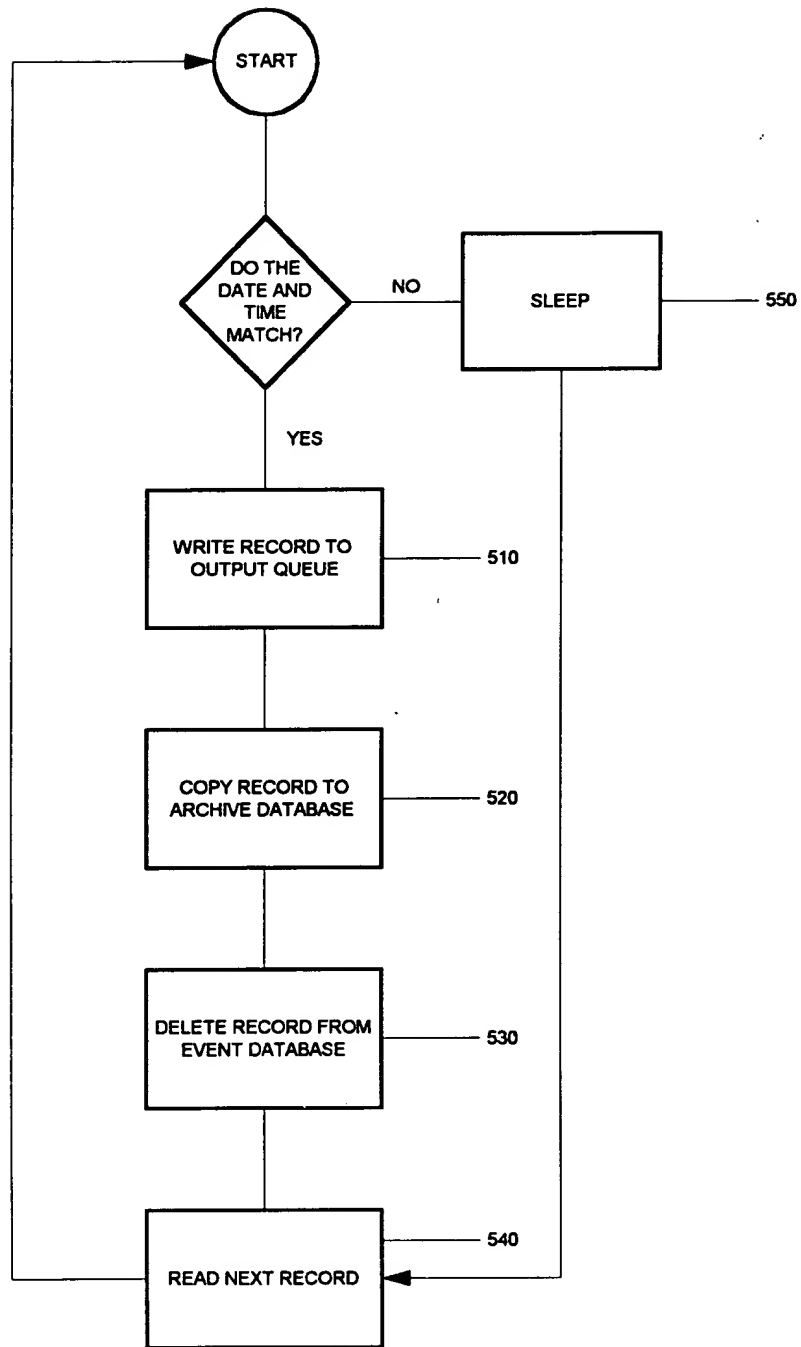 START
DO THE
DATE AND
TIME
MATCH?
NO
SLEEP
550
YES
WRITE RECORD TO
OUTPUT QUEUE
510
COPY RECORD TO
ARCHIVE DATABASE
520
DELETE RECORD FROM
EVENT DATABASE
530
READ NEXT RECORD
540